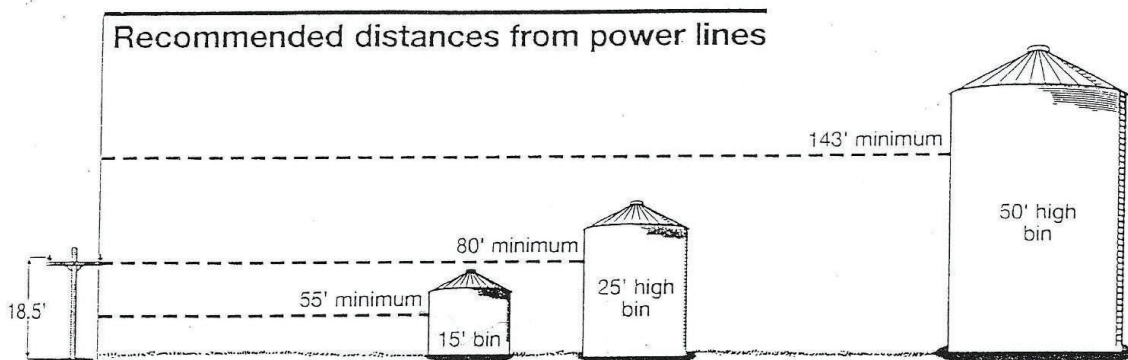 Recommended distances from power lines
143' minimum
50' high
bin
80' minimum
25' high
bin
55' minimum
18.5'
15' bin